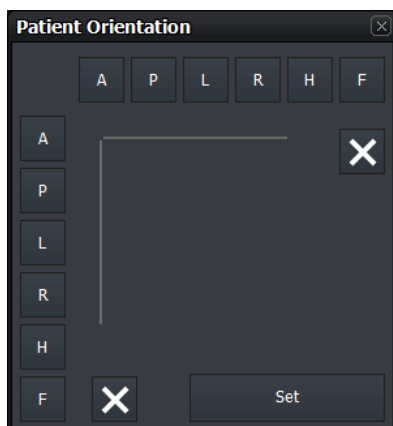 Patient Orientation
A P L R H F
A
P
L
R
H
F
Set